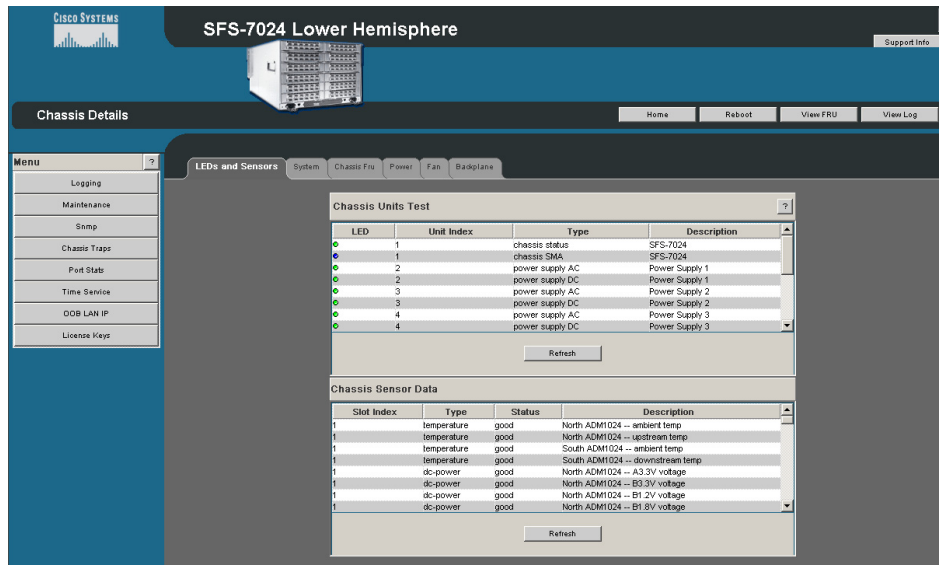 CISCO SYSTEMS
SFS-7024 Lower Hemisphere
Support Info
Chassis Details
Home
Reboot
View FRU
View Log
Menu
?
Logging
Maintenance
Snmp
Chassis Traps
Port Stats
Time Service
OOB LAN IP
License Keys
LEDs and Sensors
System
Chassis Fru
Power
Fan
Backplane
Chassis Units Test
?
LED Unit Index Type Description
1 chassis status SFS-7024
1 chassis SMA SFS-7024
2 power supply AC Power Supply 1
2 power supply DC Power Supply 1
3 power supply AC Power Supply 2
3 power supply DC Power Supply 2
4 power supply AC Power Supply 3
4 power supply DC Power Supply 3
Refresh
Chassis Sensor Data
Slot Index Type Status Description
1 temperature good North ADM1024 -- ambient temp
1 temperature good North ADM1024 -- upstream temp
1 temperature good South ADM1024 -- ambient temp
1 temperature good South ADM1024 -- downstream temp
1 dc-power good North ADM1024 -- A3.3V voltage
1 dc-power good North ADM1024 -- B3.3V voltage
1 dc-power good North ADM1024 -- B1.2V voltage
1 dc-power good North ADM1024 -- B1.8V voltage
Refresh